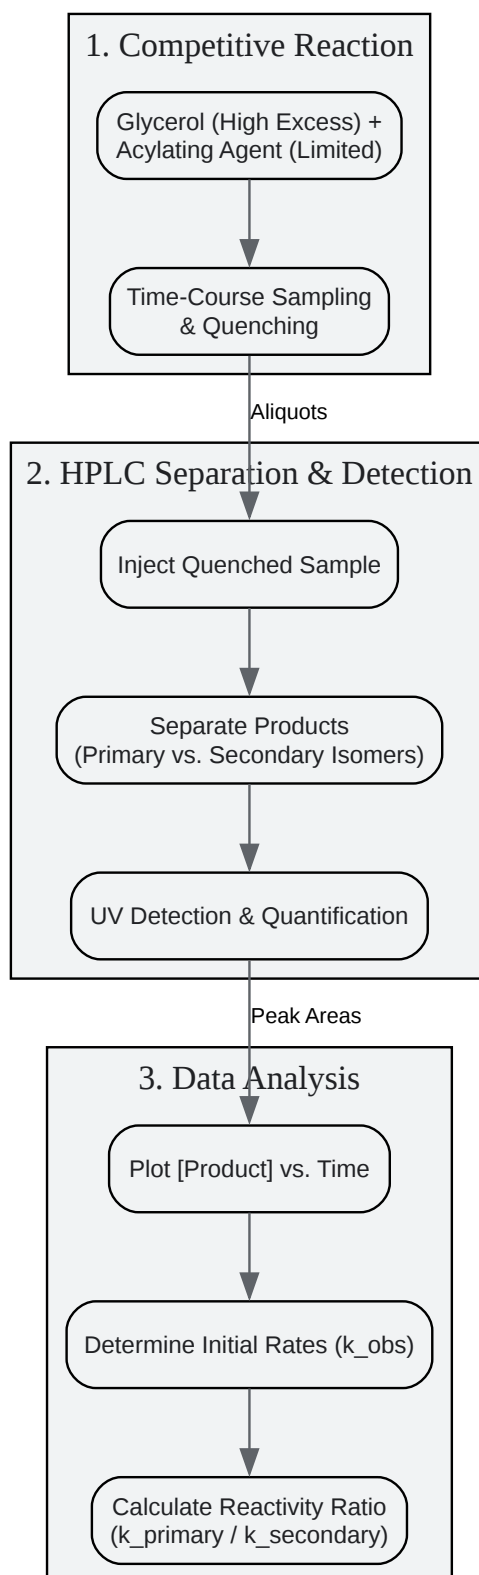 1. Competitive Reaction
Glycerol (High Excess) +
Acylating Agent (Limited)
Time-Course Sampling
& Quenching
Aliquots
2. HPLC Separation & Detection
Inject Quenched Sample
Separate Products
(Primary vs. Secondary Isomers)
UV Detection & Quantification
Peak Areas
3. Data Analysis
Plot [Product] vs. Time
Determine Initial Rates (k_obs)
Calculate Reactivity Ratio
(k_primary / k_secondary)